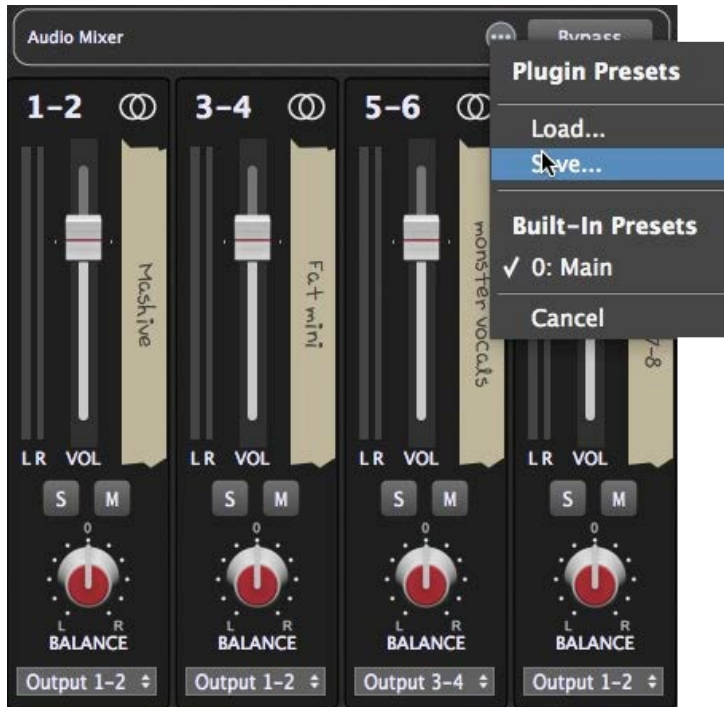 Audio Mixer
Bypass
Plugin Presets
Load...
Save...
Built-In Presets
✓ 0: Main
Cancel
1-2
3-4
5-6
Mashive
Fat mini
monster vocals
7-8
L R VOL
L R VOL
L R VOL
L R VOL
S M
S M
S M
S M
0
0
0
0
L R
L R
L R
L R
BALANCE
BALANCE
BALANCE
BALANCE
Output 1-2
Output 1-2
Output 3-4
Output 1-2